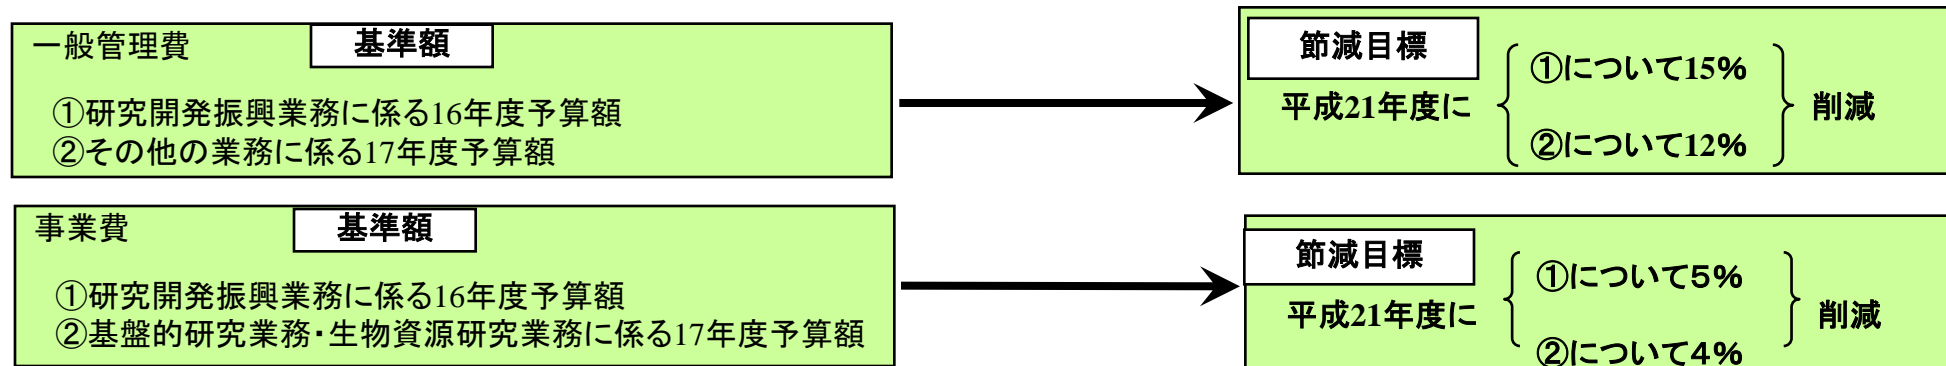 一般管理費 基準額
①研究開発振興業務に係る16年度予算額
②その他の業務に係る17年度予算額
節減目標
①について15%
平成21年度に 削減
②について12%
事業費 基準額
①研究開発振興業務に係る16年度予算額
②基盤的研究業務・生物資源研究業務に係る17年度予算額
節減目標
①について5%
平成21年度に 削減
②について4%